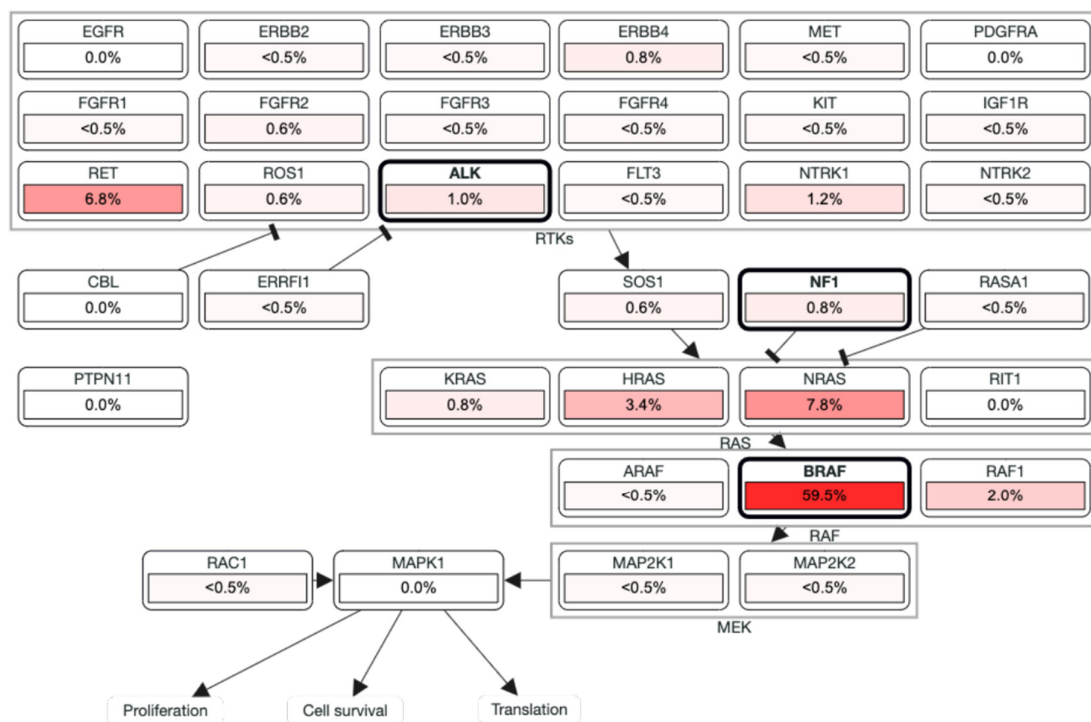 EGFR ERBB2 ERBB3 ERBB4 MET PDGFRA
0.0% <0.5% <0.5% 0.8% <0.5% 0.0%
FGFR1 FGFR2 FGFR3 FGFR4 KIT IGF1R
<0.5% 0.6% <0.5% <0.5% <0.5% <0.5%
RET ROS1 ALK FLT3 NTRK1 NTRK2
6.8% 0.6% 1.0% <0.5% 1.2% <0.5%
RTKs
CBL ERRFI1 SOS1 NF1 RASA1
0.0% <0.5% 0.6% 0.8% <0.5%
PTPN11 KRAS HRAS NRAS RIT1
0.0% 0.8% 3.4% 7.8% 0.0%
RAS
ARAF BRAF RAF1
<0.5% 59.5% 2.0%
RAF
RAC1 MAPK1 MAP2K1 MAP2K2
<0.5% 0.0% <0.5% <0.5%
MEK
Proliferation Cell survival Translation